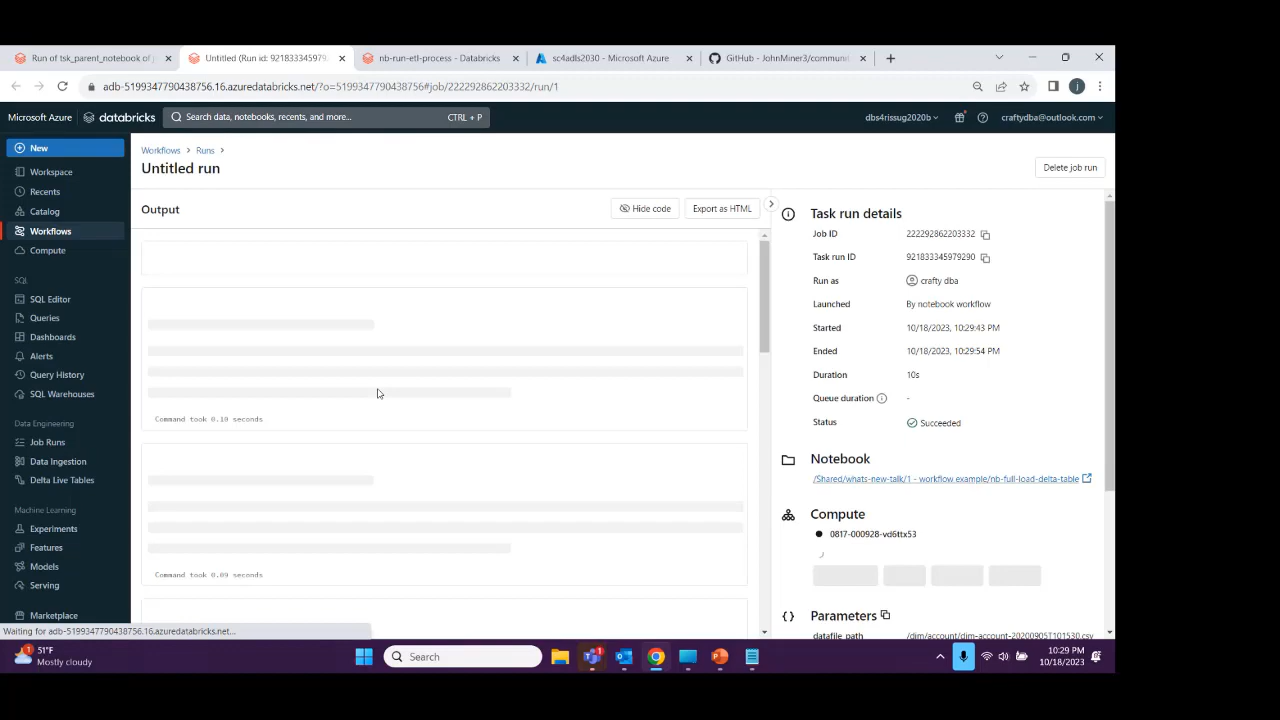 Run of tsk_parent_notebook of j
Untitled (Run id: 921833345979...
nb-run-etl-process - Databricks
sc4adls2030 - Microsoft Azure
GitHub - JohnMiner3/communi
adb-5199347790438756.16.azuredatabricks.net/?o=5199347790438756#job/222292862203332/run/1
Microsoft Azure
databricks
Search data, notebooks, recents, and more...
CTRL + P
dbs4rissug2020b
craftydba@outlook.com
New
Workspace
Recents
Catalog
Workflows
Compute
SQL
SQL Editor
Queries
Dashboards
Alerts
Query History
SQL Warehouses
Data Engineering
Job Runs
Data Ingestion
Delta Live Tables
Machine Learning
Experiments
Features
Models
Serving
Marketplace
Workflows > Runs >
Untitled run
Delete job run
Output
Hide code
Export as HTML
Command took 0.10 seconds
Command took 0.09 seconds
Task run details
Job ID 222292862203332
Task run ID 921833345979290
Run as crafty dba
Launched By notebook workflow
Started 10/18/2023, 10:29:43 PM
Ended 10/18/2023, 10:29:54 PM
Duration 10s
Queue duration -
Status Succeeded
Notebook
/Shared/whats-new-talk/1 - workflow example/nb-full-load-delta-table
Compute
0817-000928-vd6ttx53
Parameters
datafile_path /dim/account/dim-account-20200905T101530.csv
Waiting for adb-5199347790438756.16.azuredatabricks.net...
1
51°F
Mostly cloudy
Search
10:29 PM
10/18/2023